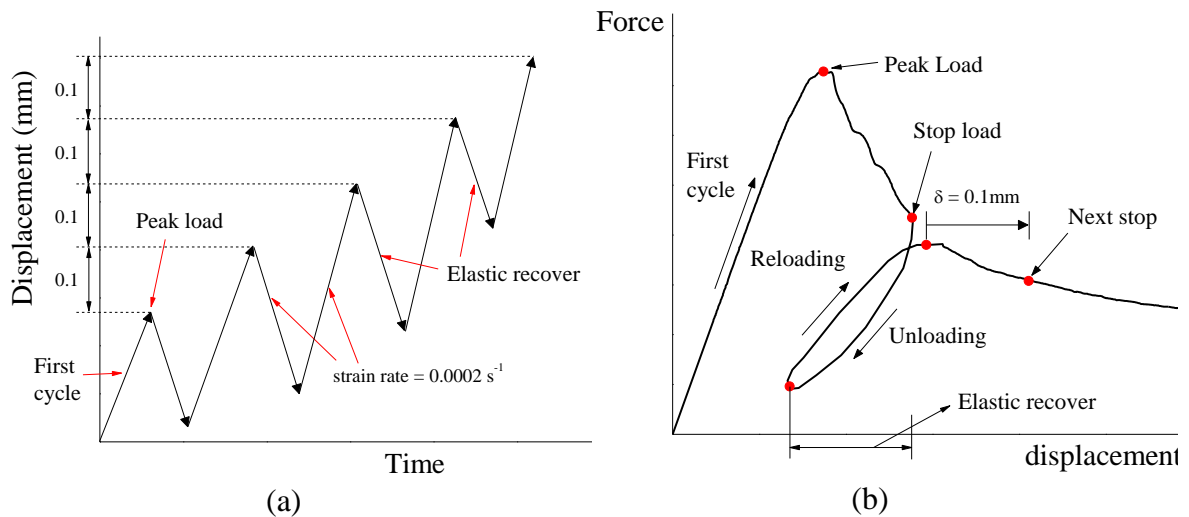 Displacement (mm)
0.1
0.1
0.1
0.1
Peak load
First
cycle
Elastic recover
strain rate = 0.0002 s⁻¹
Time
(a)
Force
Peak Load
Stop load
First
cycle
δ = 0.1mm
Next stop
Reloading
Unloading
Elastic recover
displacement
(b)